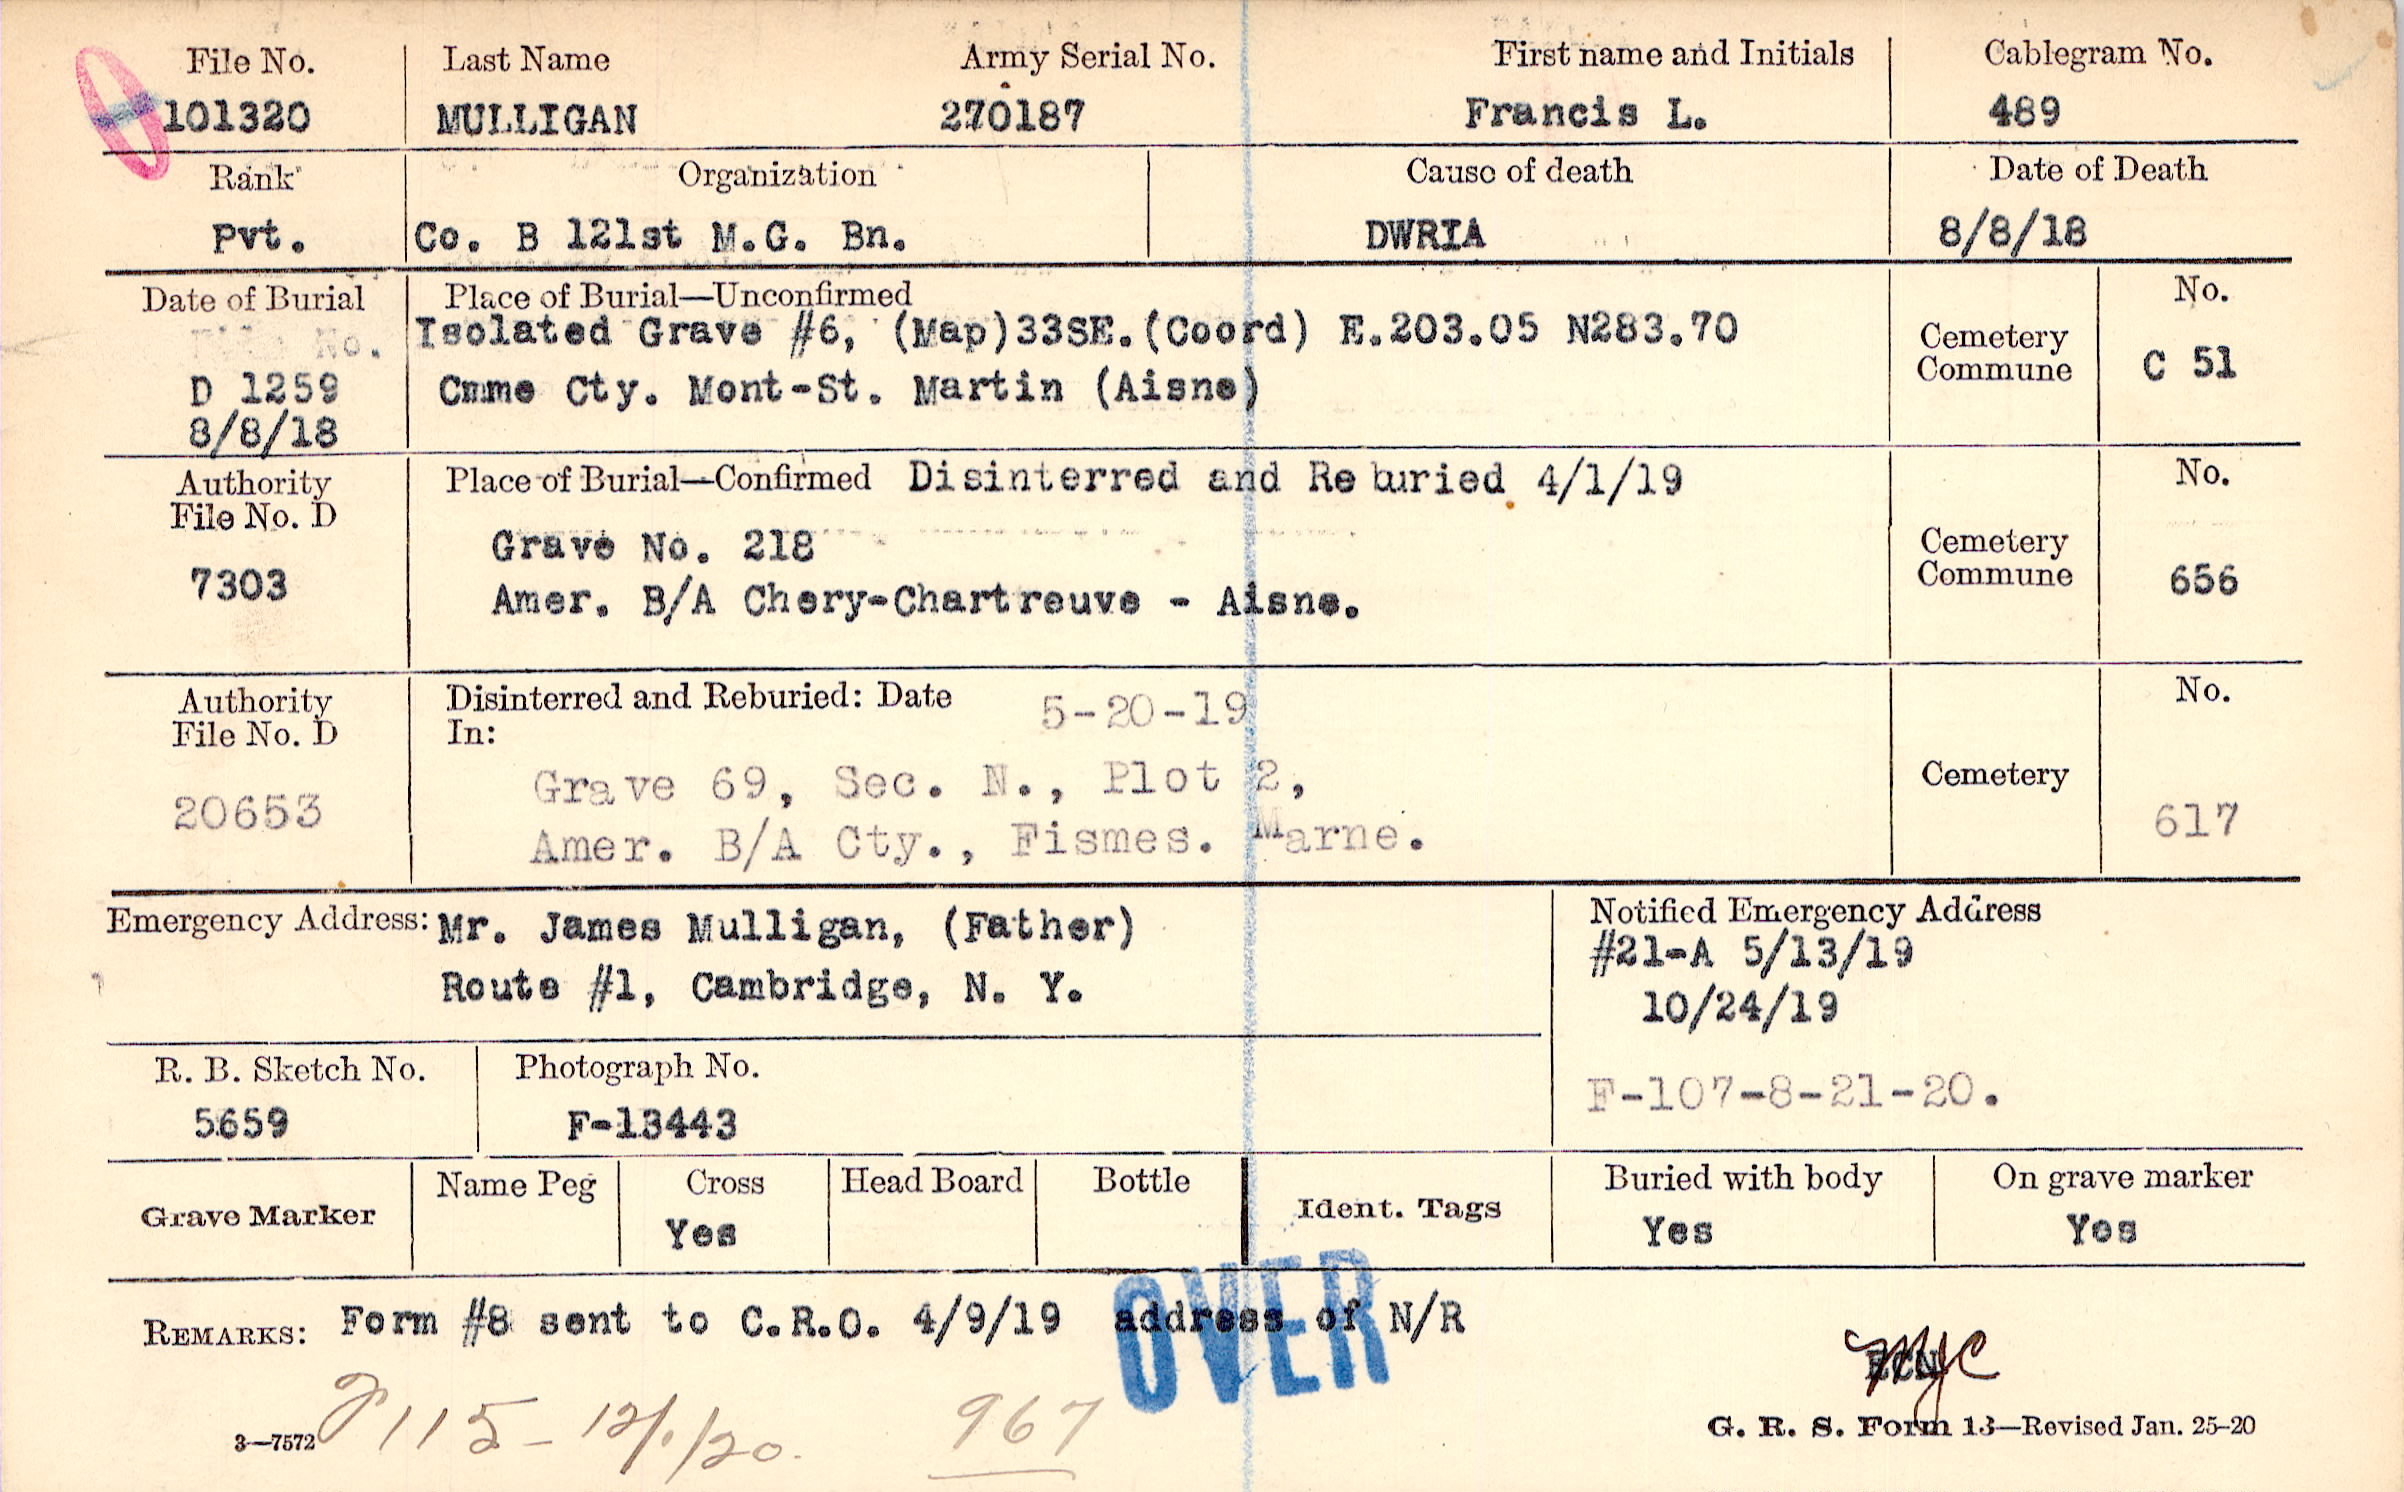 File No. Last Name Army Serial No. First name and Initials Cablegram No.
101320 MULLIGAN 270187 Francis L. 489
Rank Organization Cause of death Date of Death
Pvt. Co. B 121st M.G. Bn. DWRIA 8/8/18
Date of Burial Place of Burial—Unconfirmed No.
Isolated Grave #6, (Map)33SE.(Coord) E.203.05 N283.70
Cemetery
Commune
D 1259 Cmme Cty. Mont-St. Martin (Aisne) C 51
8/8/18
Authority Place of Burial—Confirmed Disinterred and Reburied 4/1/19 No.
File No. D
Grave No. 218
Cemetery
Commune
7303 Amer. B/A Chery-Chartreuve - Aisne. 656
Authority Disinterred and Reburied: Date 5-20-19 No.
File No. D In:
Grave 69, Sec. N., Plot 2, Cemetery
20653 Amer. B/A Cty., Fismes. Marne. 617
Emergency Address: Mr. James Mulligan, (Father) Notified Emergency Address
#21-A 5/13/19
Route #1, Cambridge, N. Y. 10/24/19
R. B. Sketch No. Photograph No. F-107-8-21-20.
5659 F-13443
Grave Marker Name Peg Cross Head Board Bottle Ident. Tags Buried with body On grave marker
Yes Yes Yes
REMARKS: Form #8 sent to C.R.O. 4/9/19 address of N/R
OVER
115 - 12/1/20. 967
3—7572 G. R. S. Form 13—Revised Jan. 25-20